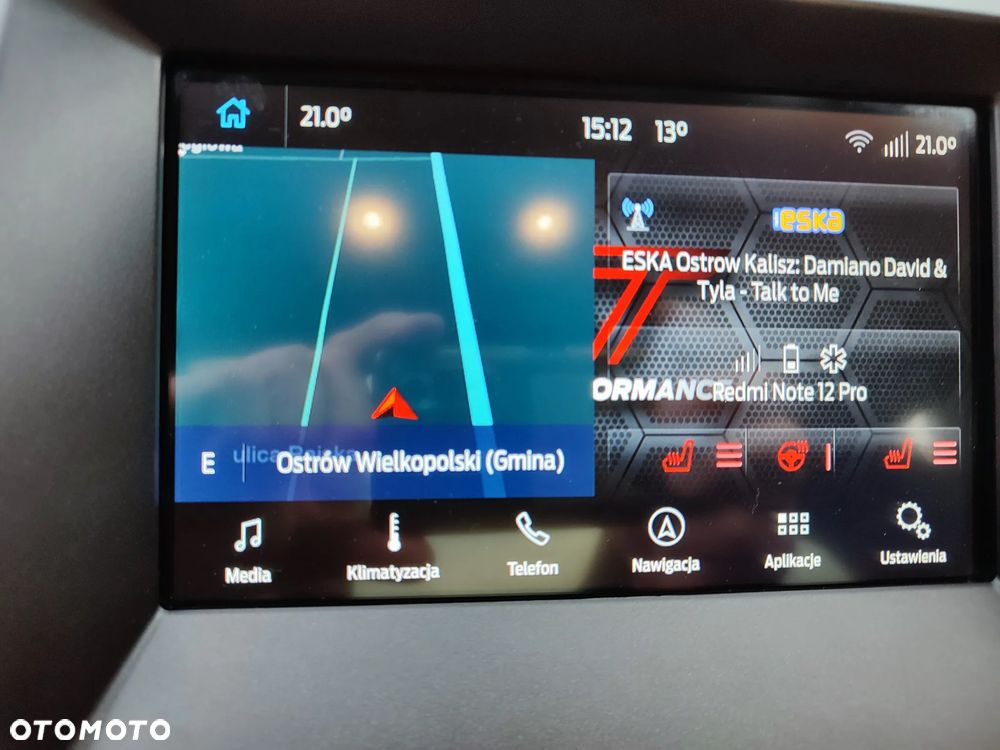 21.0°
15:12
13°
21.0°
eska
ESKA Ostrow Kalisz: Damiano David &
Tyla - Talk to Me
ORMANC
Redmi Note 12 Pro
E
ulica
Ostrów Wielkopolski (Gmina)
Media
Klimatyzacja
Telefon
Nawigacja
Aplikacje
Ustawienia
OTOMOTO